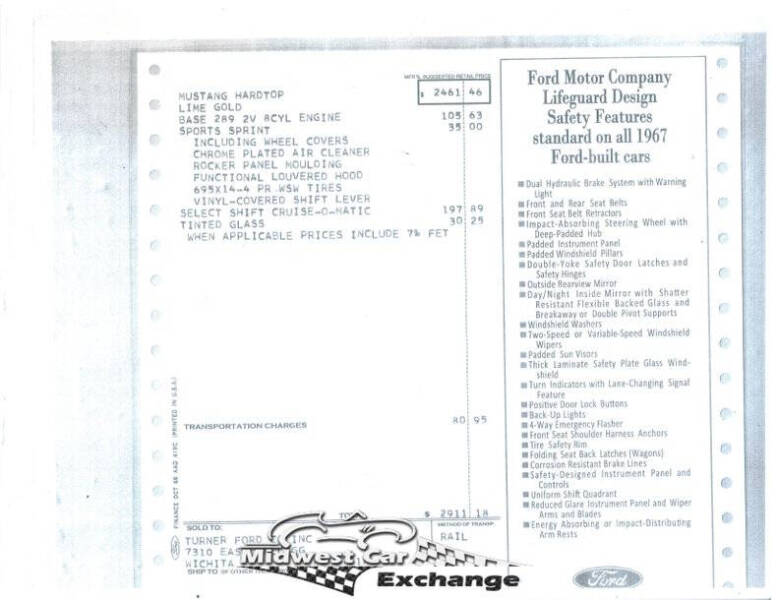 MFR'S. SUGGESTED RETAIL PRICE
MUSTANG HARDTOP $ 2461 46
LIME GOLD
BASE 289 2V 8CYL ENGINE 105 63
SPORTS SPRINT 35 00
INCLUDING WHEEL COVERS
CHROME PLATED AIR CLEANER
ROCKER PANEL MOULDING
FUNCTIONAL LOUVERED HOOD
695X14-4 PR WSW TIRES
VINYL-COVERED SHIFT LEVER
SELECT SHIFT CRUISE-O-MATIC 197 89
TINTED GLASS 30 25
WHEN APPLICABLE PRICES INCLUDE 7% FET
TRANSPORTATION CHARGES 80 95
$ 2911 18
SOLD TO:
METHOD OF TRANSP.
TURNER FORD INC
RAIL
7310 EAS
WICHITA
SHIP TO
FINANCE OCT 66 (PRINTED IN U.S.A.)
Ford Motor Company
Lifeguard Design
Safety Features
standard on all 1967
Ford-built cars
Dual Hydraulic Brake System with Warning
Light
Front and Rear Seat Belts
Front Seat Belt Retractors
Impact-Absorbing Steering Wheel with
Deep-Padded Hub
Padded Instrument Panel
Padded Windshield Pillars
Double-Yoke Safety Door Latches and
Safety Hinges
Outside Rearview Mirror
Day/Night Inside Mirror with Shatter
Resistant Flexible Backed Glass and
Breakaway or Double Pivot Supports
Windshield Washers
Two-Speed or Variable-Speed Windshield
Wipers
Padded Sun Visors
Thick Laminate Safety Plate Glass Wind-
shield
Turn Indicators with Lane-Changing Signal
Feature
Positive Door Lock Buttons
Back-Up Lights
4-Way Emergency Flasher
Front Seat Shoulder Harness Anchors
Tire Safety Rim
Folding Seat Back Latches (Wagons)
Corrosion Resistant Brake Lines
Safety-Designed Instrument Panel and
Controls
Uniform Shift Quadrant
Reduced Glare Instrument Panel and Wiper
Arms and Blades
Energy Absorbing or Impact-Distributing
Arm Rests
Ford
Midwest Car
Exchange